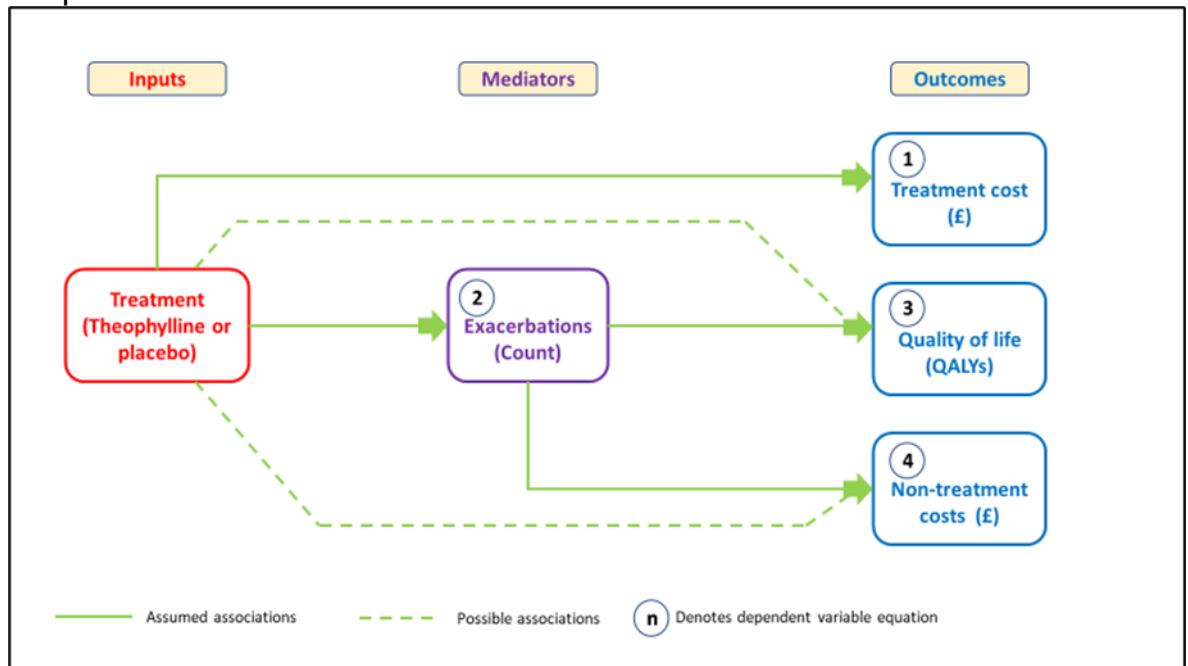 Inputs
Mediators
Outcomes
1
Treatment cost
(£)
Treatment
(Theophylline or
placebo)
2
Exacerbations
(Count)
3
Quality of life
(QALYs)
4
Non-treatment
costs (£)
Assumed associations
Possible associations
n
Denotes dependent variable equation